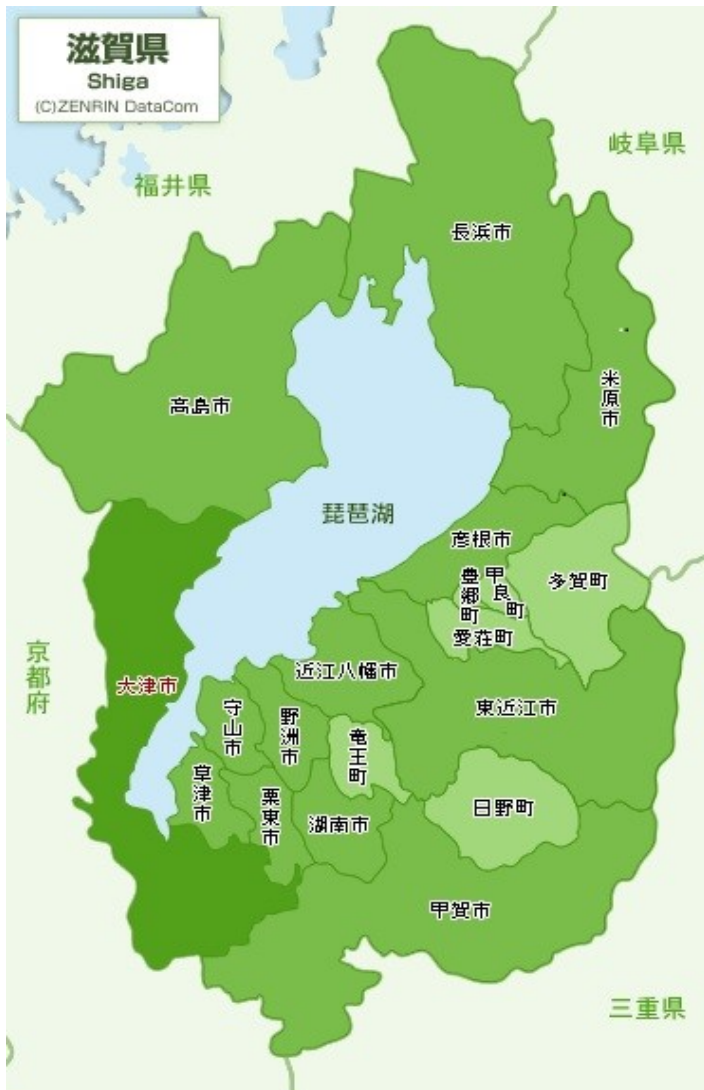 滋賀県
Shiga
(C)ZENRIN DataCom
岐阜県
福井県
長浜市
米原市
高島市
琵琶湖
彦根市
豊郷町
甲良町
多賀町
愛荘町
京都府
大津市
近江八幡市
東近江市
守山市
野洲市
竜王町
草津市
栗東市
湖南市
日野町
甲賀市
三重県